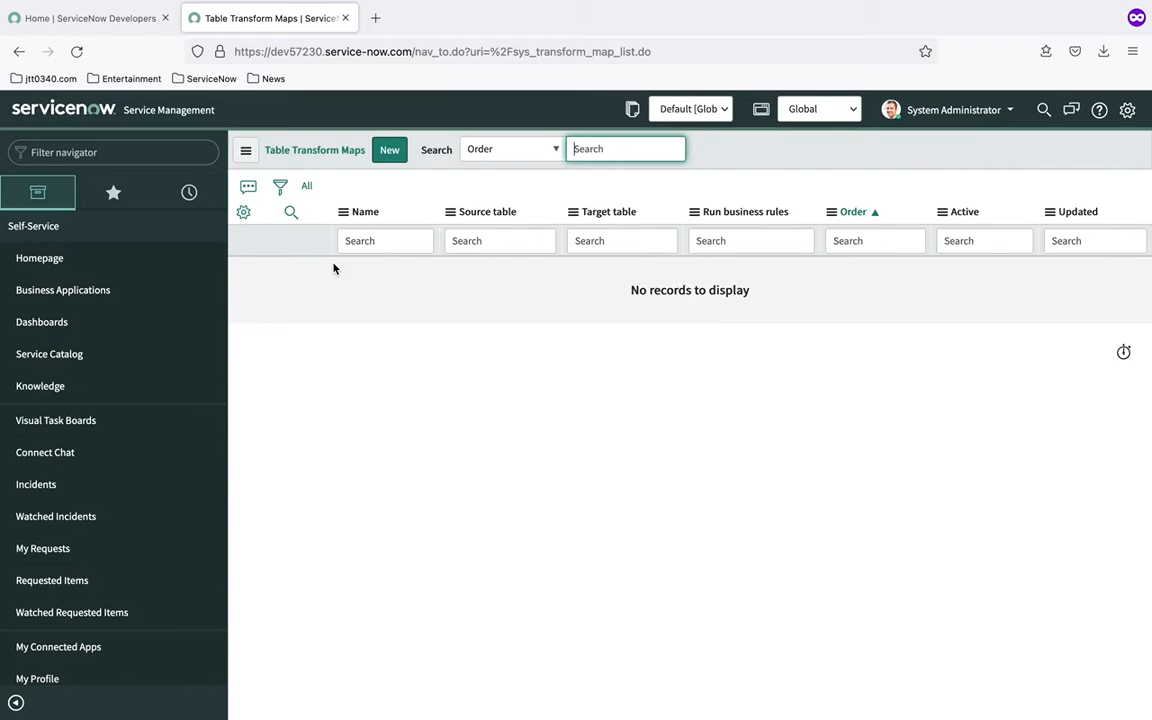 Home | ServiceNow Developers
Table Transform Maps | Service
https://dev57230.service-now.com/nav_to.do?uri=%2Fsys_transform_map_list.do
jtt0340.com Entertainment ServiceNow News
servicenow Service Management
Default [Glob Global System Administrator
Filter navigator
Table Transform Maps New Search Order Search
All
Name Source table Target table Run business rules Order Active Updated
Search Search Search Search Search Search Search
No records to display
Self-Service
Homepage
Business Applications
Dashboards
Service Catalog
Knowledge
Visual Task Boards
Connect Chat
Incidents
Watched Incidents
My Requests
Requested Items
Watched Requested Items
My Connected Apps
My Profile